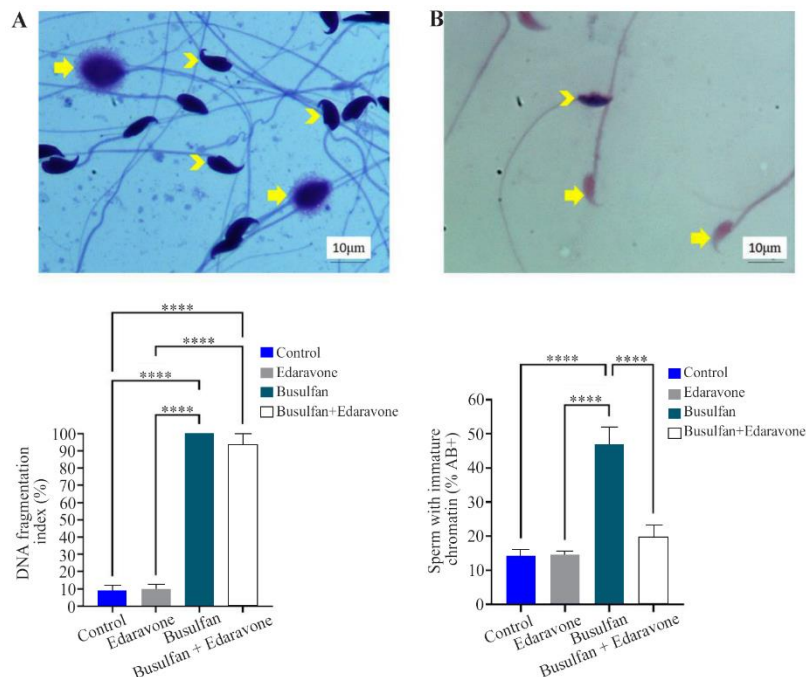 A
10μm
B
10μm
****
****
****
****
Control
Edaravone
Busulfan
Busulfan+Edaravone
DNA fragmentation
index (%)
100
90
80
70
60
50
40
30
20
10
0
Control
Edaravone
Busulfan
Busulfan + Edaravone
****
****
****
Control
Edaravone
Busulfan
Busulfan+Edaravone
Sperm with immature
chromatin (% AB+)
60
50
40
30
20
10
0
Control
Edaravone
Busulfan
Busulfan + Edaravone